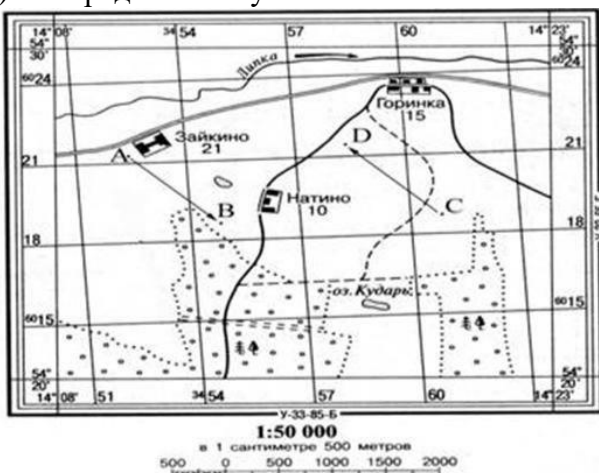 14° 08' 34 54 57 60 14° 23'
54° 30' 54° 30'
60 24 60 24
Липка
Горинка
15
Зайкино
21
A D
21 21
Натино
10
B C
18 18
оз. Кударь
60 15 60 15
54° 20' 54° 20'
14° 08' 51 34 54 57 60 14° 23'
У-33-85-Б
1:50 000
в 1 сантиметре 500 метров
500 0 500 1000 1500 2000